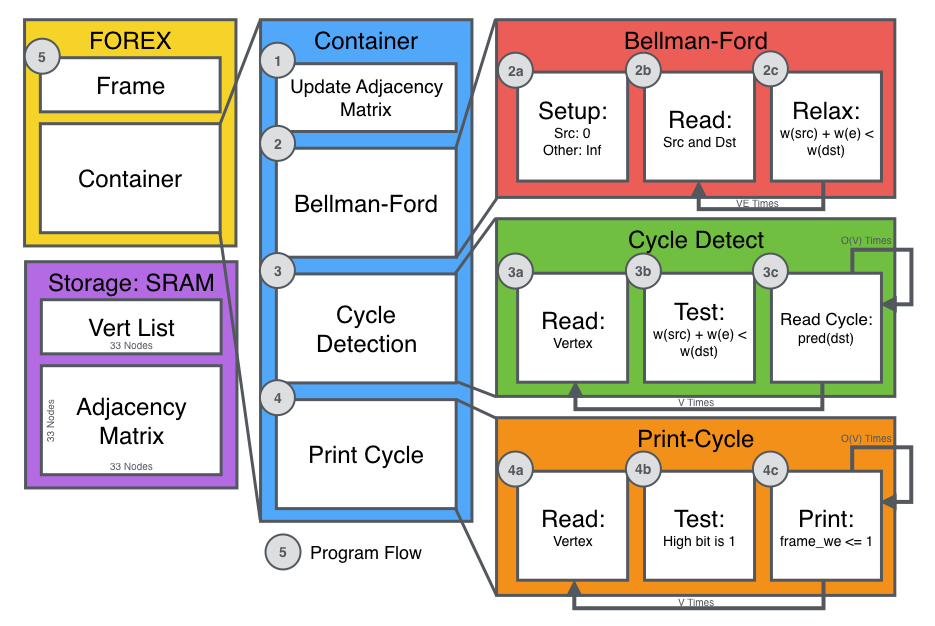 FOREX
5
Frame
Container
Storage: SRAM
Vert List
33 Nodes
33 Nodes
Adjacency
Matrix
33 Nodes
Container
1
Update Adjacency
Matrix
2
Bellman-Ford
3
Cycle
Detection
4
Print Cycle
5
Program Flow
Bellman-Ford
2a
Setup:
Src: 0
Other: Inf
2b
Read:
Src and Dst
2c
Relax:
w(src) + w(e) <
w(dst)
VE Times
Cycle Detect
O(V) Times
3a
Read:
Vertex
3b
Test:
w(src) + w(e) <
w(dst)
3c
Read Cycle:
pred(dst)
V Times
Print-Cycle
O(V) Times
4a
Read:
Vertex
4b
Test:
High bit is 1
4c
Print:
frame_we <= 1
V Times